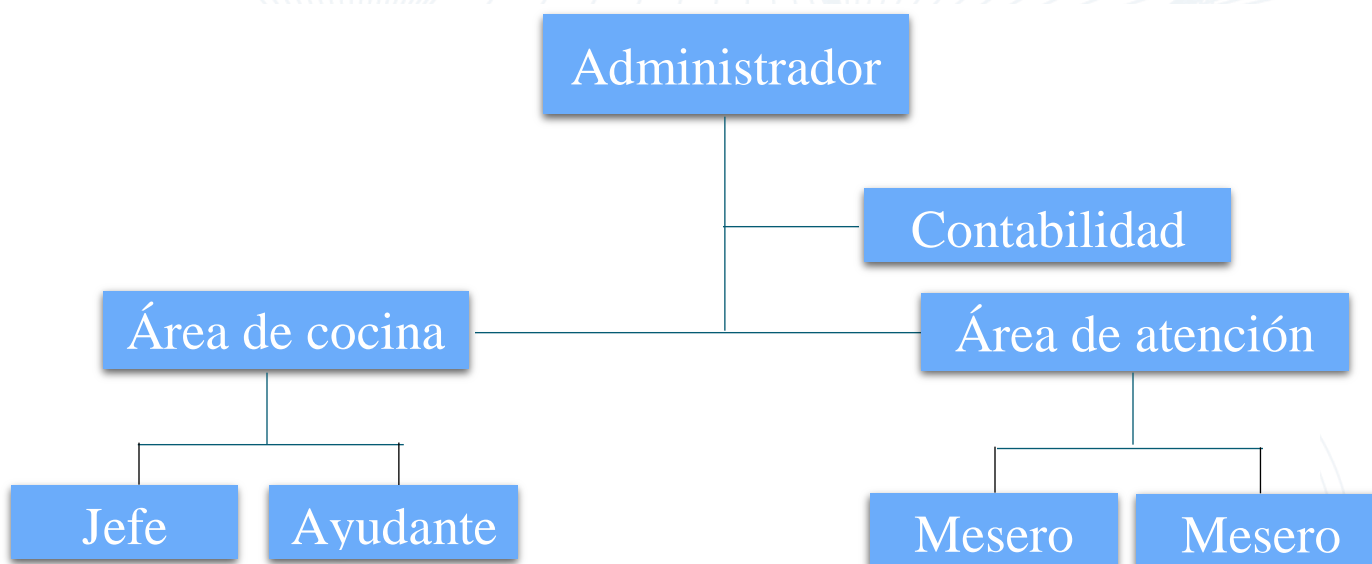 Administrador
Contabilidad
Área de cocina
Área de atención
Jefe
Ayudante
Mesero
Mesero